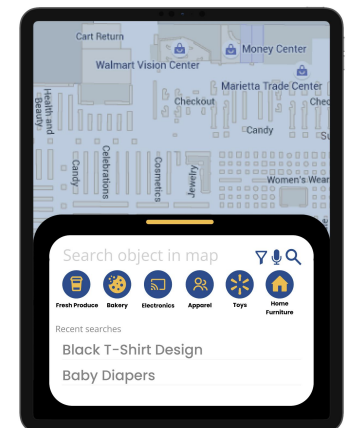 Cart Return
Money Center
Walmart Vision Center
Marietta Trade Center
Health and
Beauty
Checkout
Chec
Candy
Su
Candy
Celebrations
Cosmetics
Jewelry
Women's Wear
Search object in map
Fresh Produce Bakery Electronics Apparel Toys Home
Furniture
Recent searches
Black T-Shirt Design
Baby Diapers